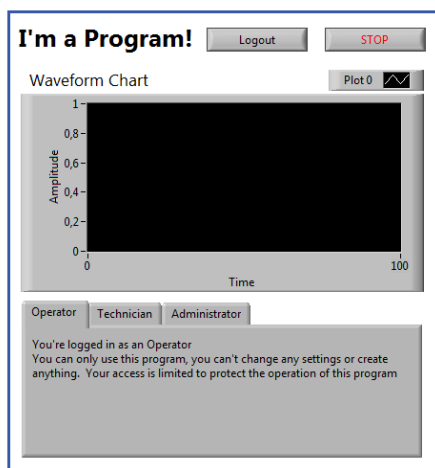 I'm a Program! Logout STOP
Waveform Chart Plot 0
1
0,8
0,6
0,4
0,2
0
Amplitude
0 100
Time
Operator Technician Administrator
You're logged in as an Operator
You can only use this program, you can't change any settings or create
anything. Your access is limited to protect the operation of this program